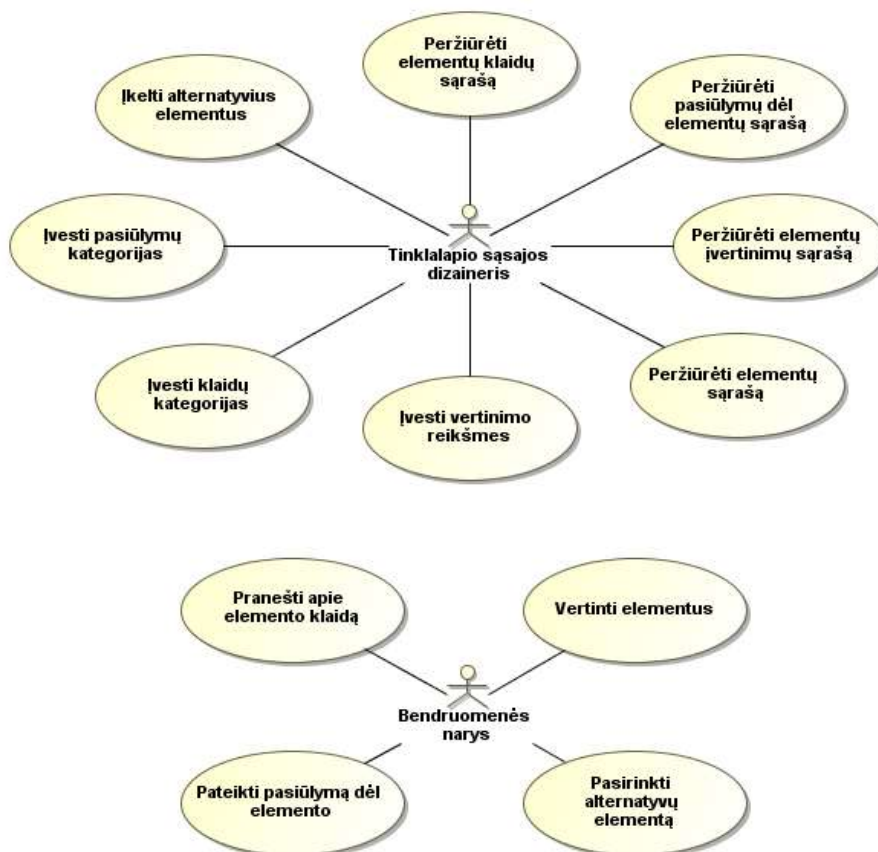 Peržiūrėti
elementų klaidų
sąrašą
Įkelti alternatyvius
elementus
Peržiūrėti
pasiūlymų dėl
elementų sąrašą
Įvesti pasiūlymų
kategorijas
Tinklalapio sąsajos
dizaineris
Peržiūrėti elementų
įvertinimų sąrašą
Įvesti klaidų
kategorijas
Įvesti vertinimo
reikšmes
Peržiūrėti elementų
sąrašą
Pranešti apie
elemento klaidą
Vertinti elementus
Bendruomenės
narys
Pateikti pasiūlymą dėl
elemento
Pasirinkti
alternatyvų
elementą